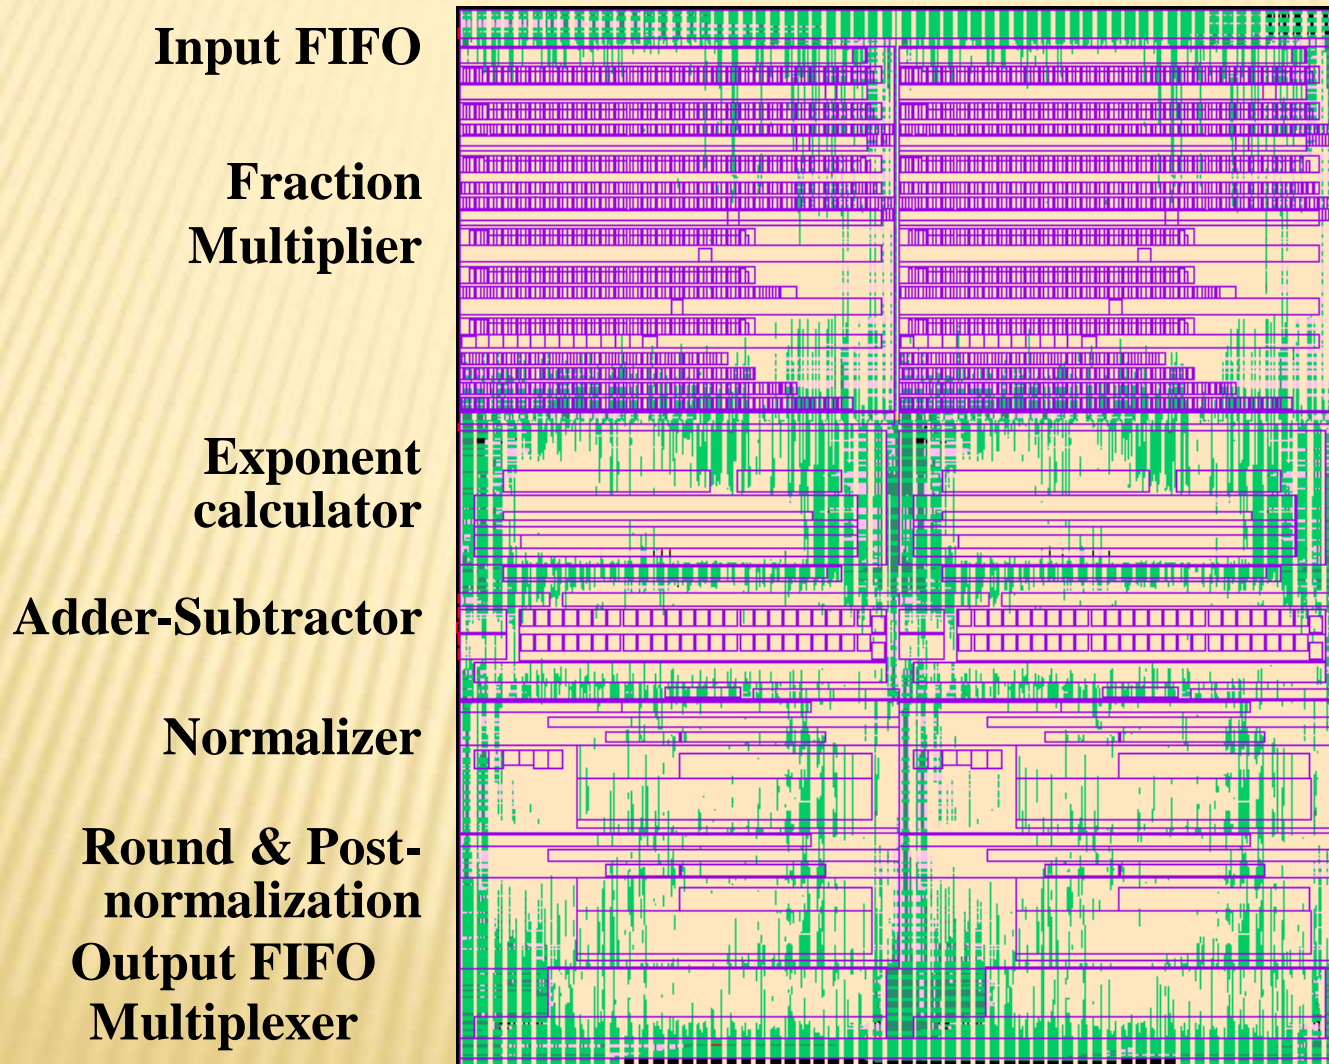 Input FIFO
Fraction
Multiplier
Exponent
calculator
Adder-Subtractor
Normalizer
Round & Post-
normalization
Output FIFO
Multiplexer